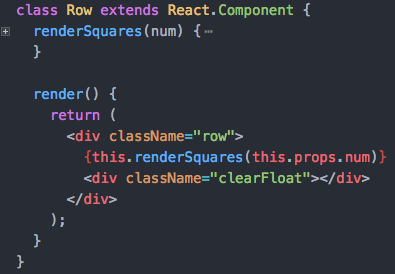 class Row extends React.Component {
  renderSquares(num) {⋯
  }

  render() {
    return (
      <div className="row">
        {this.renderSquares(this.props.num)}
        <div className="clearFloat"></div>
      </div>
    );
  }
}